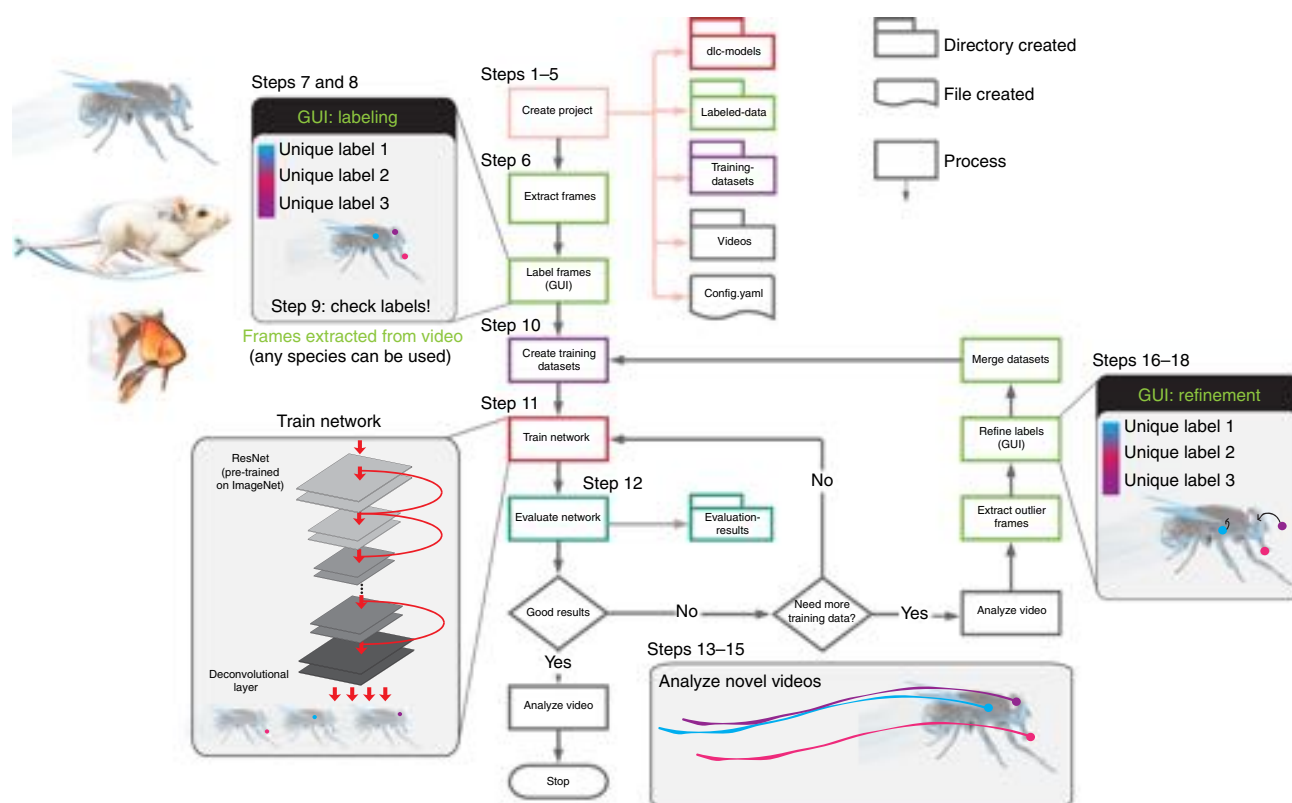 Steps 7 and 8
GUI: labeling
Unique label 1
Unique label 2
Unique label 3
Step 9: check labels!
Frames extracted from video
(any species can be used)
Steps 1–5
Create project
Step 6
Extract frames
Label frames
(GUI)
Step 10
Create training
datasets
Step 11
Train network
Step 12
Evaluate network
Evaluation-
results
Good results
Yes
Analyze video
Stop
No
Need more
training data?
No
Yes
Analyze video
Extract outlier
frames
Refine labels
(GUI)
Merge datasets
dlc-models
Labeled-data
Training-
datasets
Videos
Config.yaml
Directory created
File created
Process
Steps 16–18
GUI: refinement
Unique label 1
Unique label 2
Unique label 3
Train network
ResNet
(pre-trained
on ImageNet)
Deconvolutional
layer
Steps 13–15
Analyze novel videos